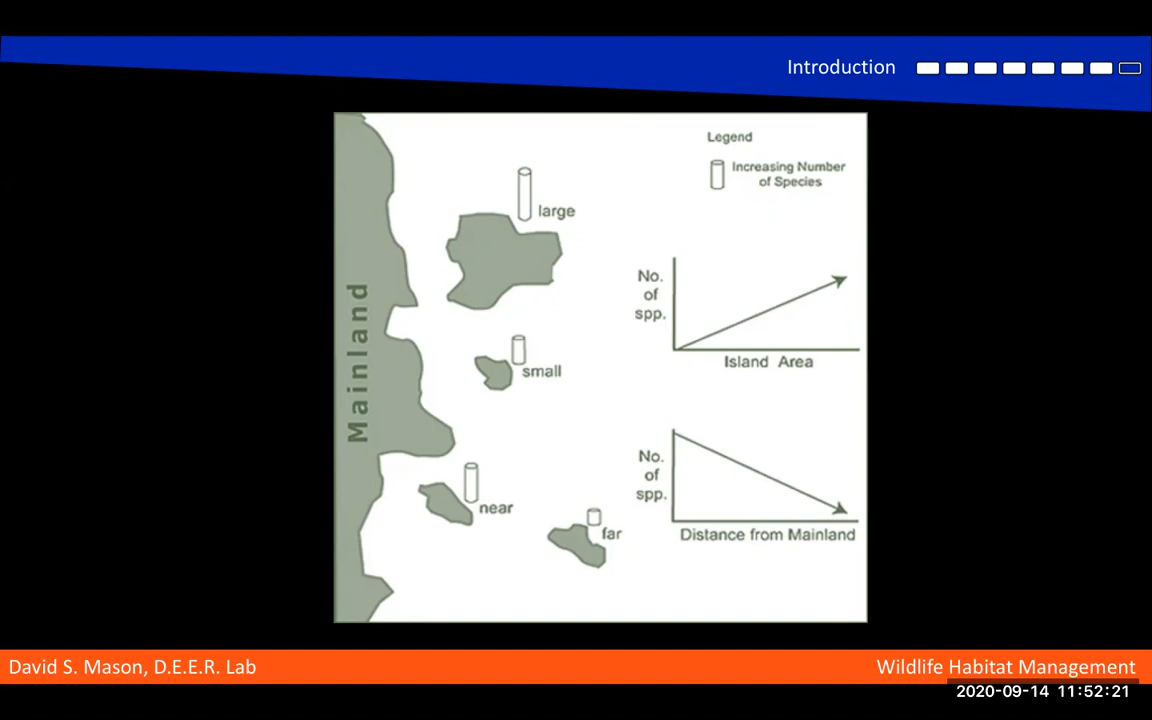 Introduction
Legend
Increasing Number
of Species
large
Mainland
small
near
far
No.
of
spp.
Island Area
No.
of
spp.
Distance from Mainland
David S. Mason, D.E.E.R. Lab
Wildlife Habitat Management
2020-09-14 11:52:21